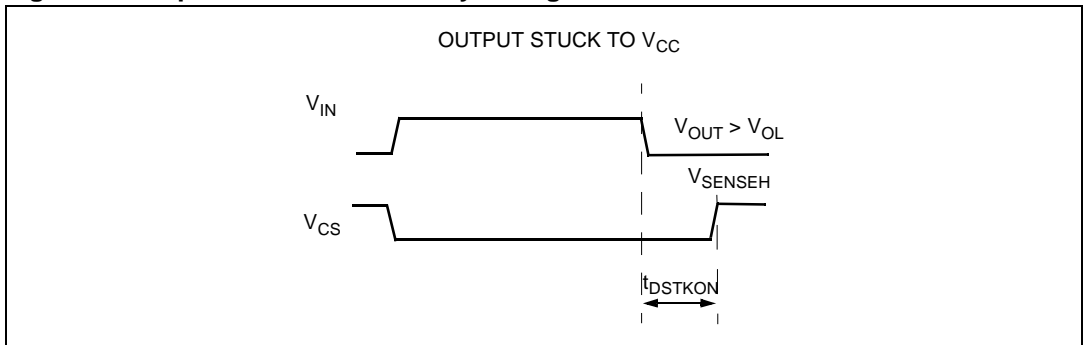 OUTPUT STUCK TO VCC
VIN
VOUT > VOL
VSENSEH
VCS
tDSTKON